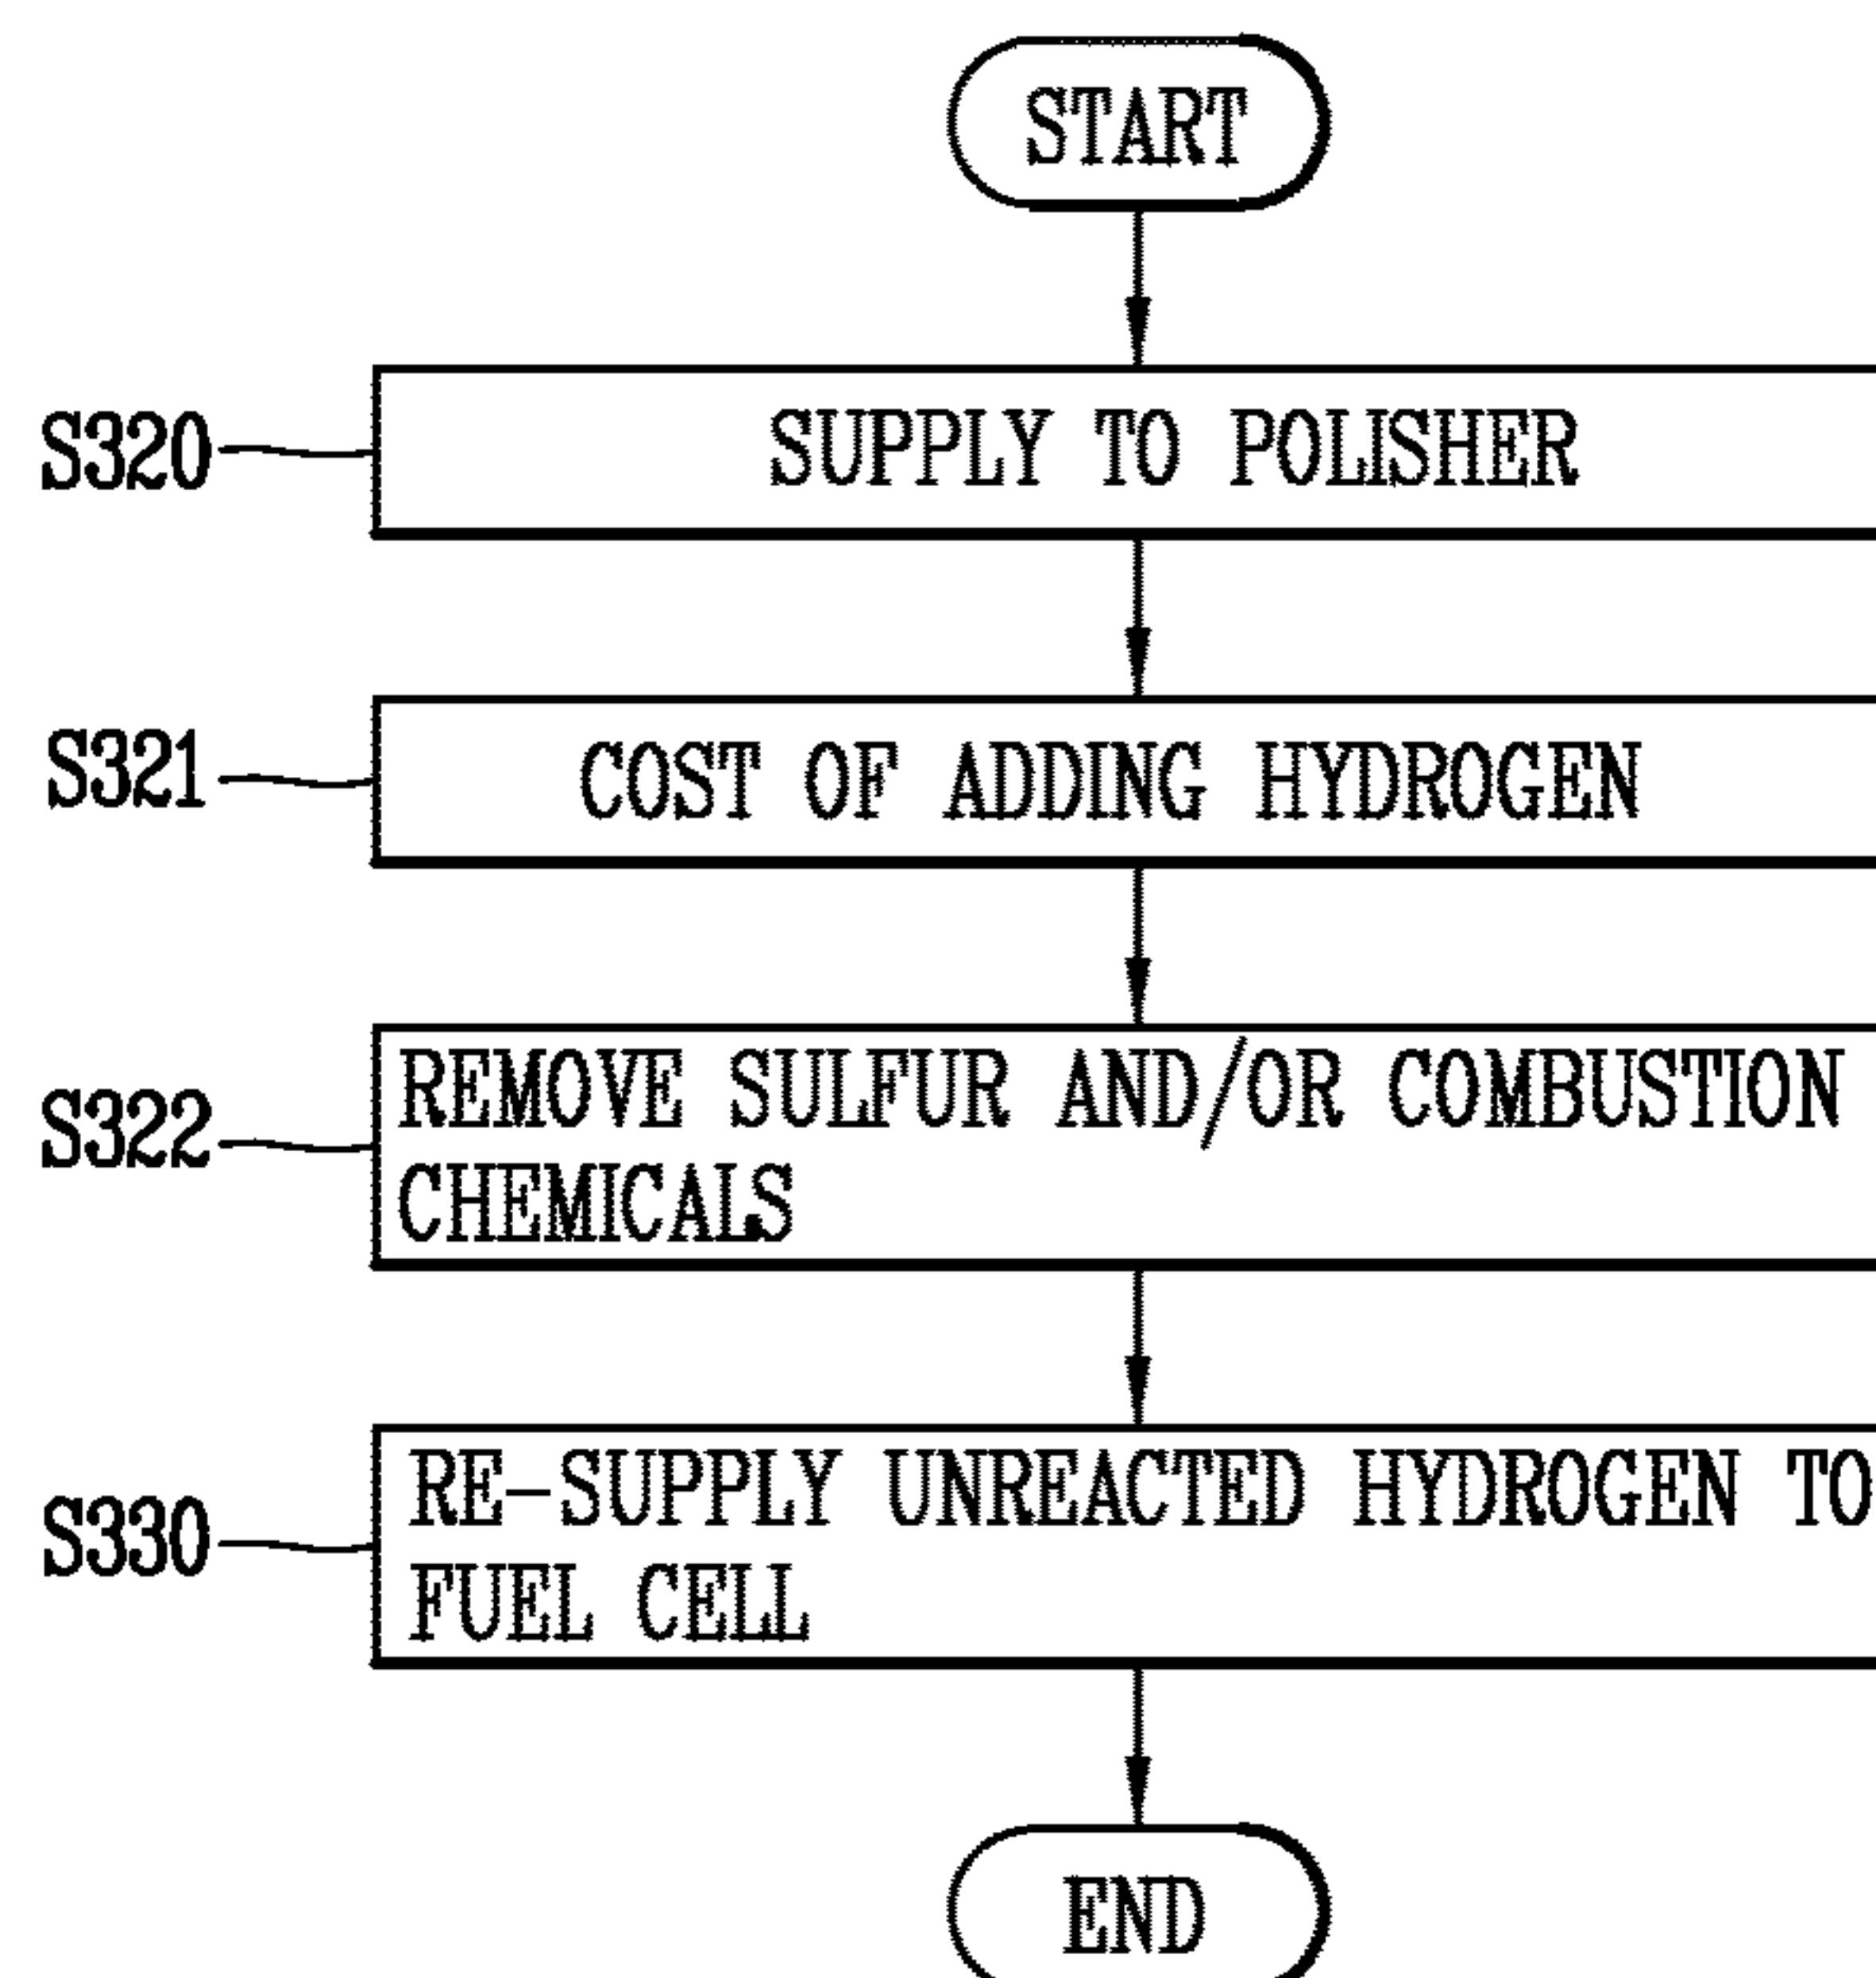 START
S320
SUPPLY TO POLISHER
S321
COST OF ADDING HYDROGEN
S322
REMOVE SULFUR AND/OR COMBUSTION
CHEMICALS
S330
RE-SUPPLY UNREACTED HYDROGEN TO
FUEL CELL
END